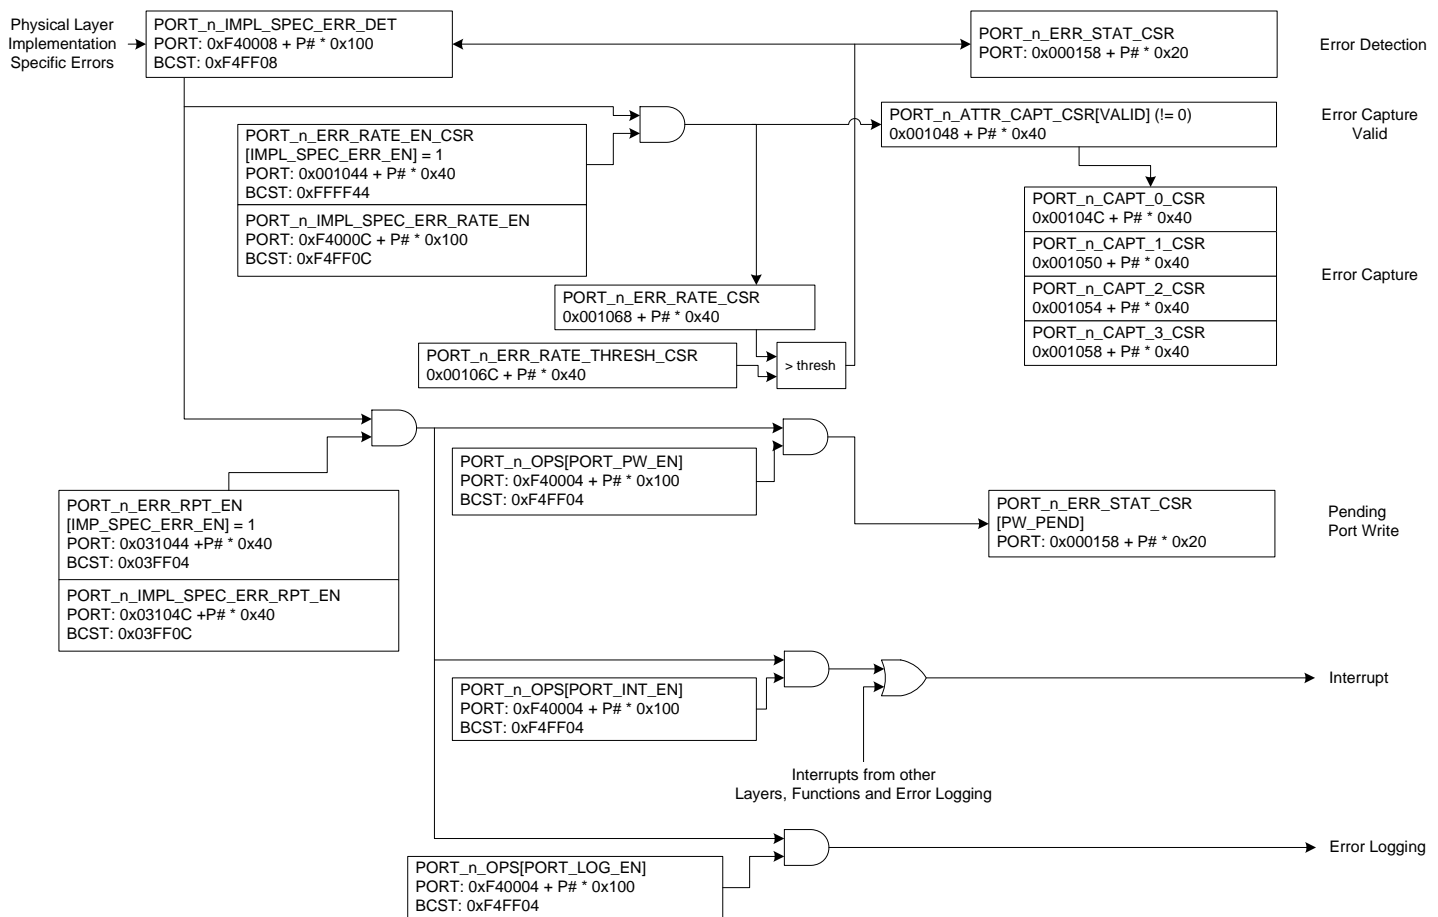 Physical Layer
Implementation
Specific Errors
PORT_n_IMPL_SPEC_ERR_DET
PORT: 0xF40008 + P# * 0x100
BCST: 0xF4FF08
PORT_n_ERR_STAT_CSR
PORT: 0x000158 + P# * 0x20
Error Detection
PORT_n_ERR_RATE_EN_CSR
[IMPL_SPEC_ERR_EN] = 1
PORT: 0x001044 + P# * 0x40
BCST: 0xFFFF44
PORT_n_IMPL_SPEC_ERR_RATE_EN
PORT: 0xF4000C + P# * 0x100
BCST: 0xF4FF0C
PORT_n_ATTR_CAPT_CSR[VALID] (!= 0)
0x001048 + P# * 0x40
Error Capture
Valid
PORT_n_CAPT_0_CSR
0x00104C + P# * 0x40
PORT_n_CAPT_1_CSR
0x001050 + P# * 0x40
PORT_n_CAPT_2_CSR
0x001054 + P# * 0x40
PORT_n_CAPT_3_CSR
0x001058 + P# * 0x40
Error Capture
PORT_n_ERR_RATE_CSR
0x001068 + P# * 0x40
PORT_n_ERR_RATE_THRESH_CSR
0x00106C + P# * 0x40
> thresh
PORT_n_OPS[PORT_PW_EN]
PORT: 0xF40004 + P# * 0x100
BCST: 0xF4FF04
PORT_n_ERR_RPT_EN
[IMP_SPEC_ERR_EN] = 1
PORT: 0x031044 +P# * 0x40
BCST: 0x03FF04
PORT_n_IMPL_SPEC_ERR_RPT_EN
PORT: 0x03104C +P# * 0x40
BCST: 0x03FF0C
PORT_n_ERR_STAT_CSR
[PW_PEND]
PORT: 0x000158 + P# * 0x20
Pending
Port Write
PORT_n_OPS[PORT_INT_EN]
PORT: 0xF40004 + P# * 0x100
BCST: 0xF4FF04
Interrupt
Interrupts from other
Layers, Functions and Error Logging
PORT_n_OPS[PORT_LOG_EN]
PORT: 0xF40004 + P# * 0x100
BCST: 0xF4FF04
Error Logging